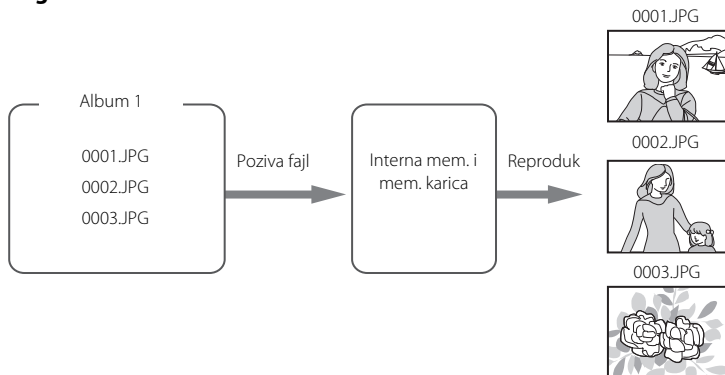 Album 1
0001.JPG
0002.JPG
0003.JPG
Poziva fajl
Interna mem. i
mem. karica
Reproduk
0001.JPG
0002.JPG
0003.JPG